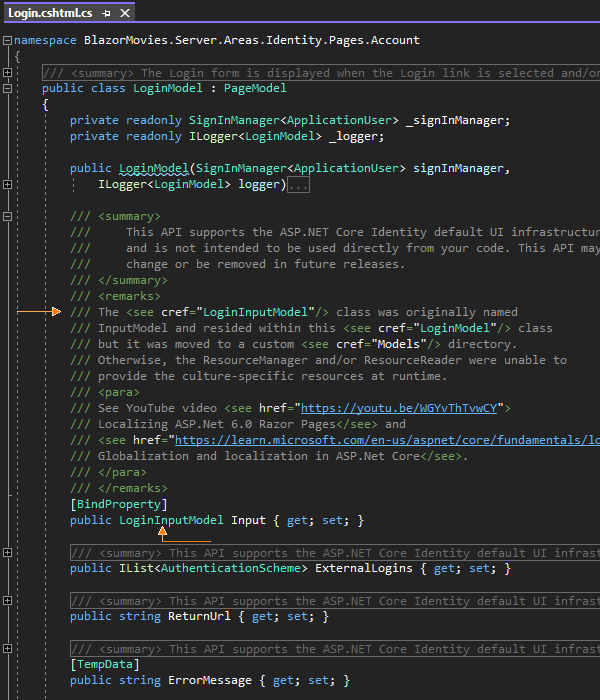 Login.cshtml.cs
namespace BlazorMovies.Server.Areas.Identity.Pages.Account
{
/// <summary> The Login form is displayed when the Login link is selected and/or
public class LoginModel : PageModel
{
private readonly SignInManager<ApplicationUser> _signInManager;
private readonly ILogger<LoginModel> _logger;
public LoginModel(SignInManager<ApplicationUser> signInManager,
ILogger<LoginModel> logger)...
/// <summary>
/// This API supports the ASP.NET Core Identity default UI infrastructur
/// and is not intended to be used directly from your code. This API may
/// change or be removed in future releases.
/// </summary>
/// <remarks>
/// The <see cref="LoginInputModel"/> class was originally named
/// InputModel and resided within this <see cref="LoginModel"/> class
/// but it was moved to a custom <see cref="Models"/> directory.
/// Otherwise, the ResourceManager and/or ResourceReader were unable to
/// provide the culture-specific resources at runtime.
/// <para>
/// See YouTube video <see href="https://youtu.be/WGYvThTvwCY">
/// Localizing ASP.Net 6.0 Razor Pages</see> and
/// <see href="https://learn.microsoft.com/en-us/aspnet/core/fundamentals/lo
/// Globalization and localization in ASP.Net Core</see>.
/// </para>
/// </remarks>
[BindProperty]
public LoginInputModel Input { get; set; }
/// <summary> This API supports the ASP.NET Core Identity default UI infrast
public IList<AuthenticationScheme> ExternalLogins { get; set; }
/// <summary> This API supports the ASP.NET Core Identity default UI infrast
public string ReturnUrl { get; set; }
/// <summary> This API supports the ASP.NET Core Identity default UI infrast
[TempData]
public string ErrorMessage { get; set; }